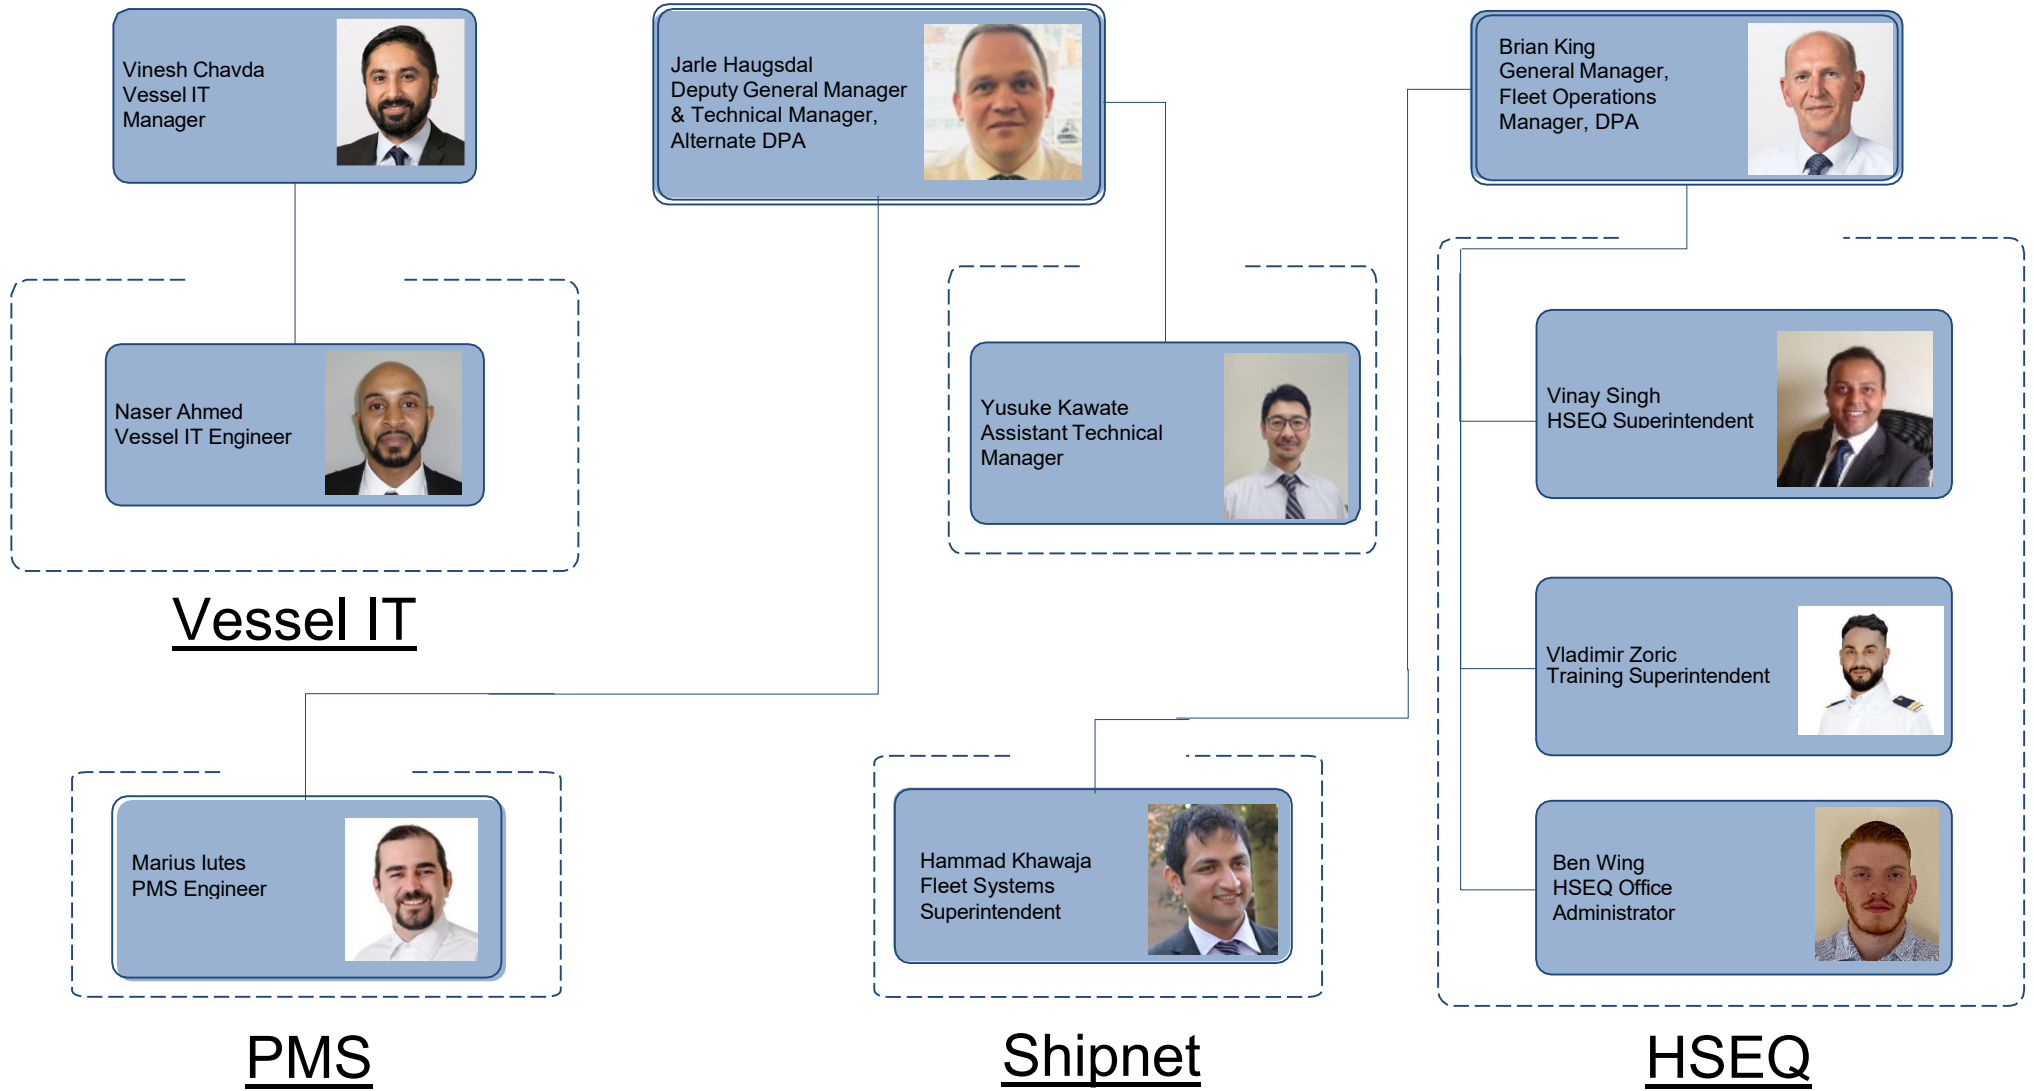 Vinesh Chavda
Vessel IT
Manager
Jarle Haugsdal
Deputy General Manager
& Technical Manager,
Alternate DPA
Brian King
General Manager,
Fleet Operations
Manager, DPA
Naser Ahmed
Vessel IT Engineer
Yusuke Kawate
Assistant Technical
Manager
Vinay Singh
HSEQ Superintendent
Vessel IT
Vladimir Zoric
Training Superintendent
Marius Iutes
PMS Engineer
Hammad Khawaja
Fleet Systems
Superintendent
Ben Wing
HSEQ Office
Administrator
PMS
Shipnet
HSEQ